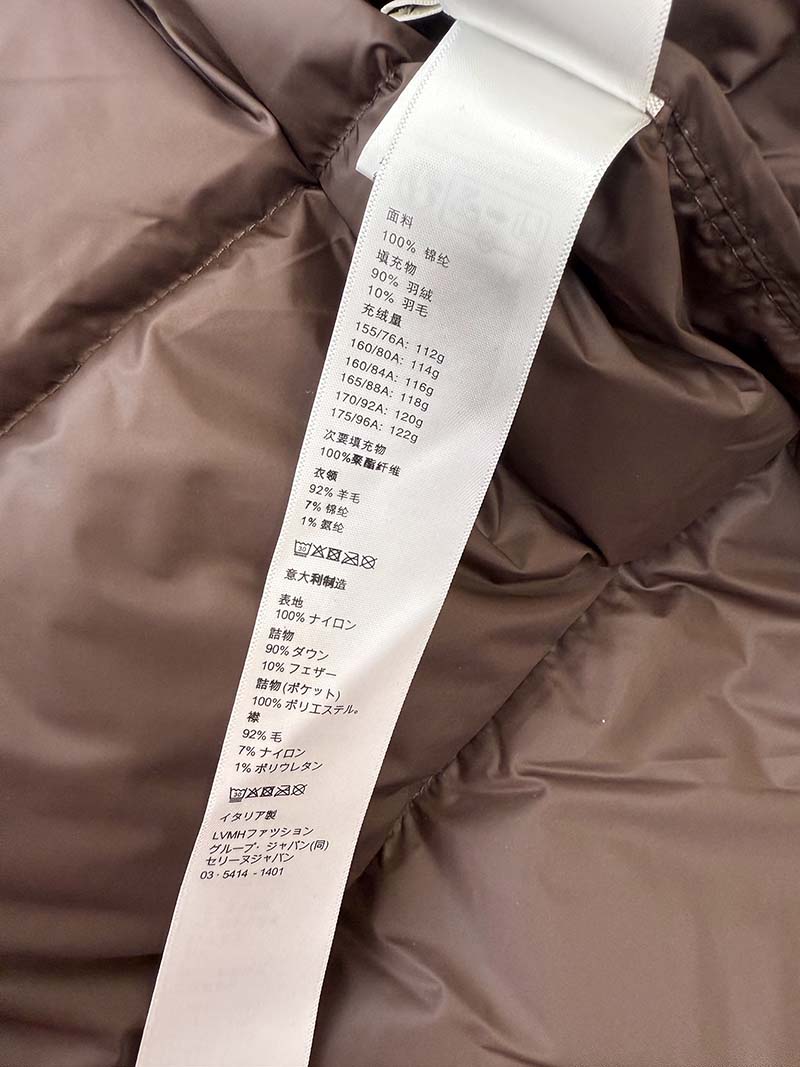 面料
100% 锦纶
填充物
90% 羽绒
10% 羽毛
充绒量
155/76A: 112g
160/80A: 114g
160/84A: 116g
165/88A: 118g
170/92A: 120g
175/96A: 122g
次要填充物
100%聚酯纤维
衣领
92% 羊毛
7% 锦纶
1% 氨纶
30
意大利制造
表地
100% ナイロン
詰物
90% ダウン
10% フェザー
詰物(ポケット)
100% ポリエステル。
襟
92% 毛
7% ナイロン
1% ポリウレタン
30
イタリア製
LVMHファツション
グループ・ジャパン(同)
セリーヌジャパン
03・5414 - 1401